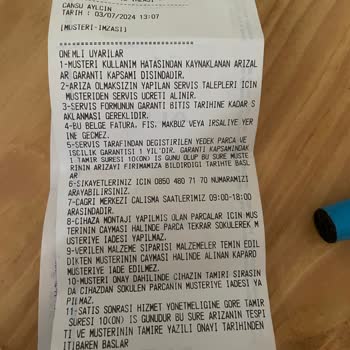 CANSU AYLCIN
TARIH : 03/07/2024 13:07
[MUSTERI-IMZASI]
ONEMLI UYARILAR
1-MUSTERI KULLANIM HATASINDAN KAYNAKLANAN ARIZAL
AR GARANTI KAPSAMI DISINDADIR.
2-ARIZA OLMAKSIZIN YAPILAN SERVIS TALEPLERI ICIN
MUSTERIDEN SERVIS UCRETI ALINIR.
3-SERVIS FORMUNUN GARANTI BITIS TARIHINE KADAR S
AKLANMASI GEREKLIDIR.
4-BU BELGE FATURA, FIS, MAKBUZ VEYA IRSALIYE YER
INE GECMEZ.
5-SERVIS TARAFINDAN DEGISTIRILEN YEDEK PARCA VE
ISCILIK GARANTISI 1 YIL'DIR. GARANTI KAPSAMINDAK
I TAMIR SURESI 10(ON) IS GUNU OLUP BU SURE MUSTE
RININ ARIZAYI FIRMAMIZA BILDIRDIGI TARIHTE BASLAR
6-SIKAYETLERINIZ ICIN 0850 480 71 70 NUMARAMIZI
ARAYABILIRSINIZ.
7-CAGRI MERKEZI CALISMA SAATLERIMIZ 09:00-18:00
ARASINDADIR.
8-CIHAZA MONTAJI YAPILMIS OLAN PARCALAR ICIN MUS
TERININ CAYMASI HALINDE PARCA TEKRAR SOKULEREK M
USTERIYE IADESI YAPILMAZ.
9-VERILEN MALZEME SIPARISI MALZEMELER TEMIN EDIL
DIKTEN MUSTERININ CAYMASI HALINDE ALINAN KAPARO
MUSTERIYE IADE EDILMEZ.
10-MUSTERI ONAY DAHILINDE CIHAZIN TAMIRI SIRASIN
DA CIHAZDAN SOKULEN PARCANIN MUSTERIYE IADESI YA
PILMAZ.
11-SATIS SONRASI HIZMET YONETMELIGINE GORE TAMIR
SURESI 10(ON) IS GUNUDUR BU SURE ARIZANIN TESPI
TI VE MUSTERININ TAMIRE YAZILI ONAYI TARIHINDEN
ITIBAREN BASLAR